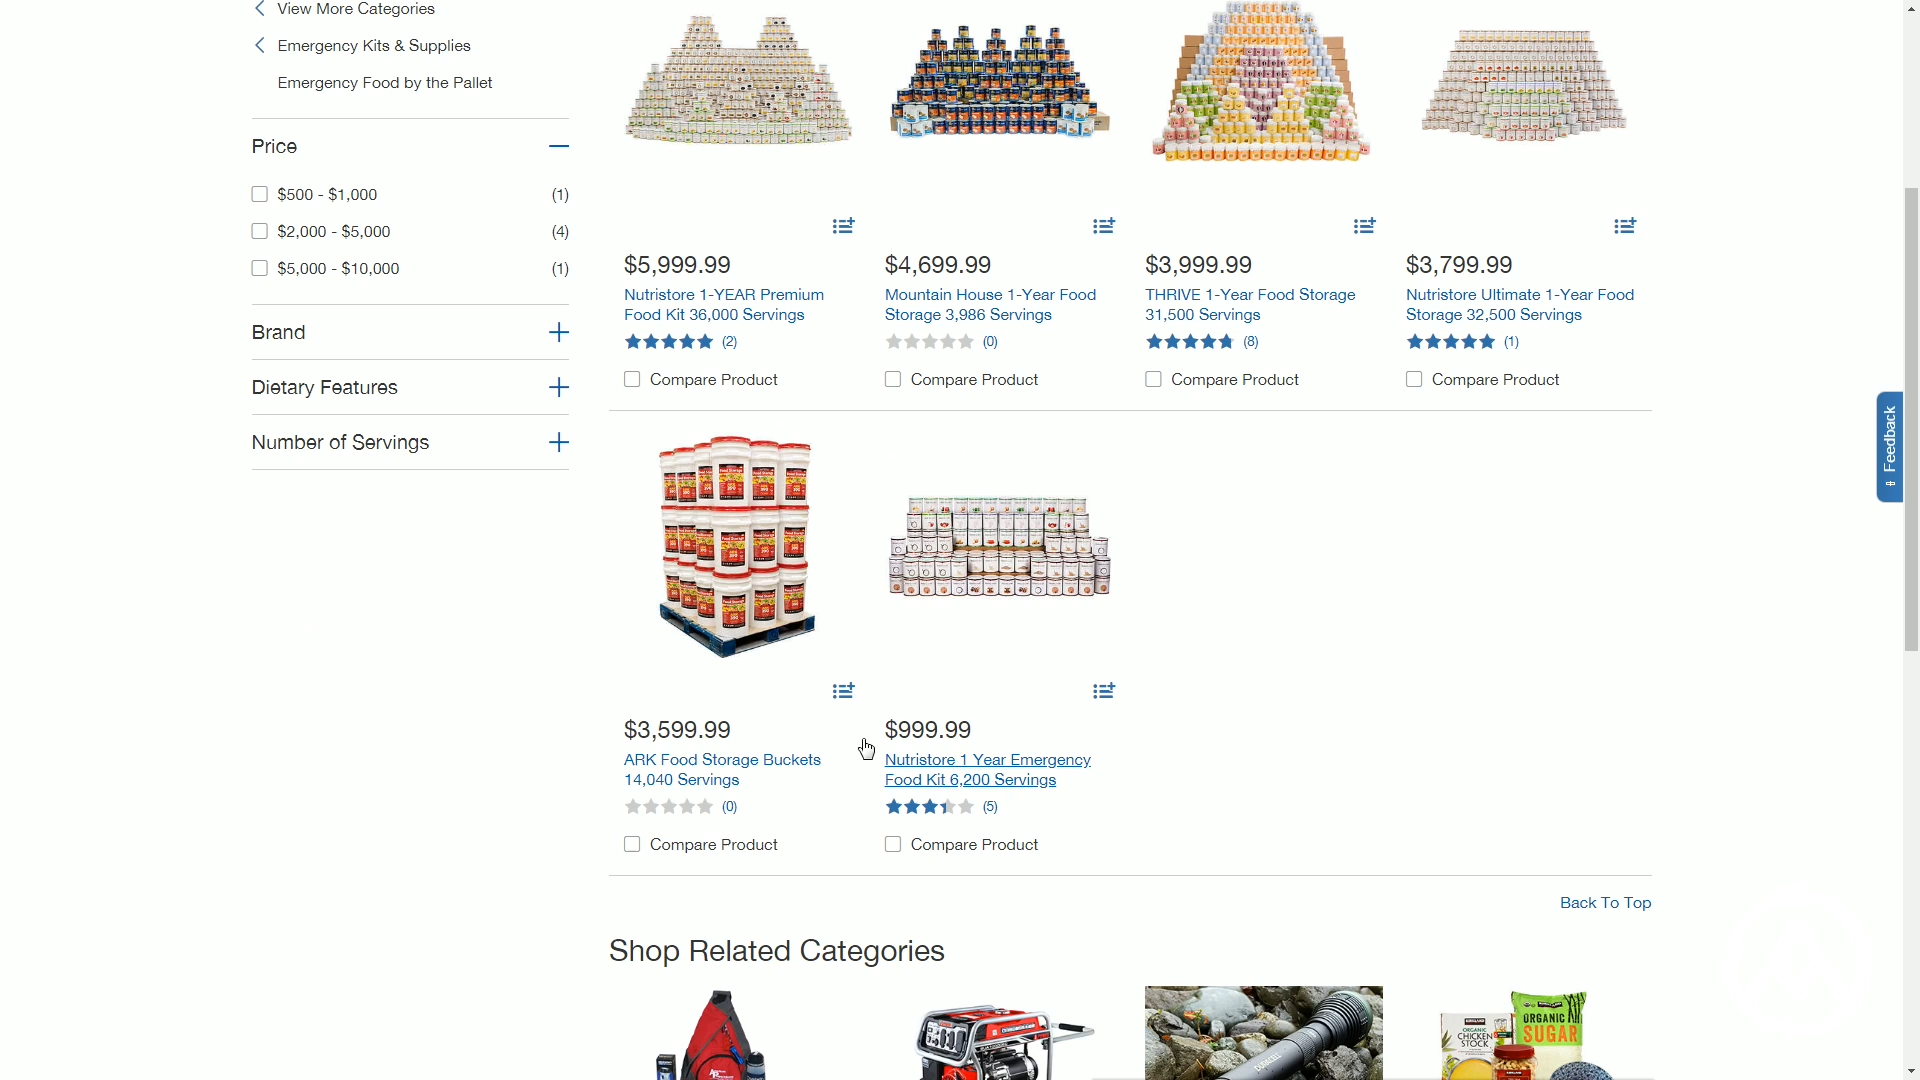 View More Categories
Emergency Kits & Supplies
Emergency Food by the Pallet
Price
$500 - $1,000 (1)
$2,000 - $5,000 (4)
$5,000 - $10,000 (1)
Brand
Dietary Features
Number of Servings
$5,999.99
Nutristore 1-YEAR Premium
Food Kit 36,000 Servings
(2)
Compare Product
$4,699.99
Mountain House 1-Year Food
Storage 3,986 Servings
(0)
Compare Product
$3,999.99
THRIVE 1-Year Food Storage
31,500 Servings
(8)
Compare Product
$3,799.99
Nutristore Ultimate 1-Year Food
Storage 32,500 Servings
(1)
Compare Product
Feedback
Food Storage
$3,599.99
ARK Food Storage Buckets
14,040 Servings
(0)
Compare Product
$999.99
Nutristore 1 Year Emergency
Food Kit 6,200 Servings
(5)
Compare Product
Back To Top
Shop Related Categories
DURACELL
ORGANIC
CHICKEN
STOCK
ORGANIC
SUGAR